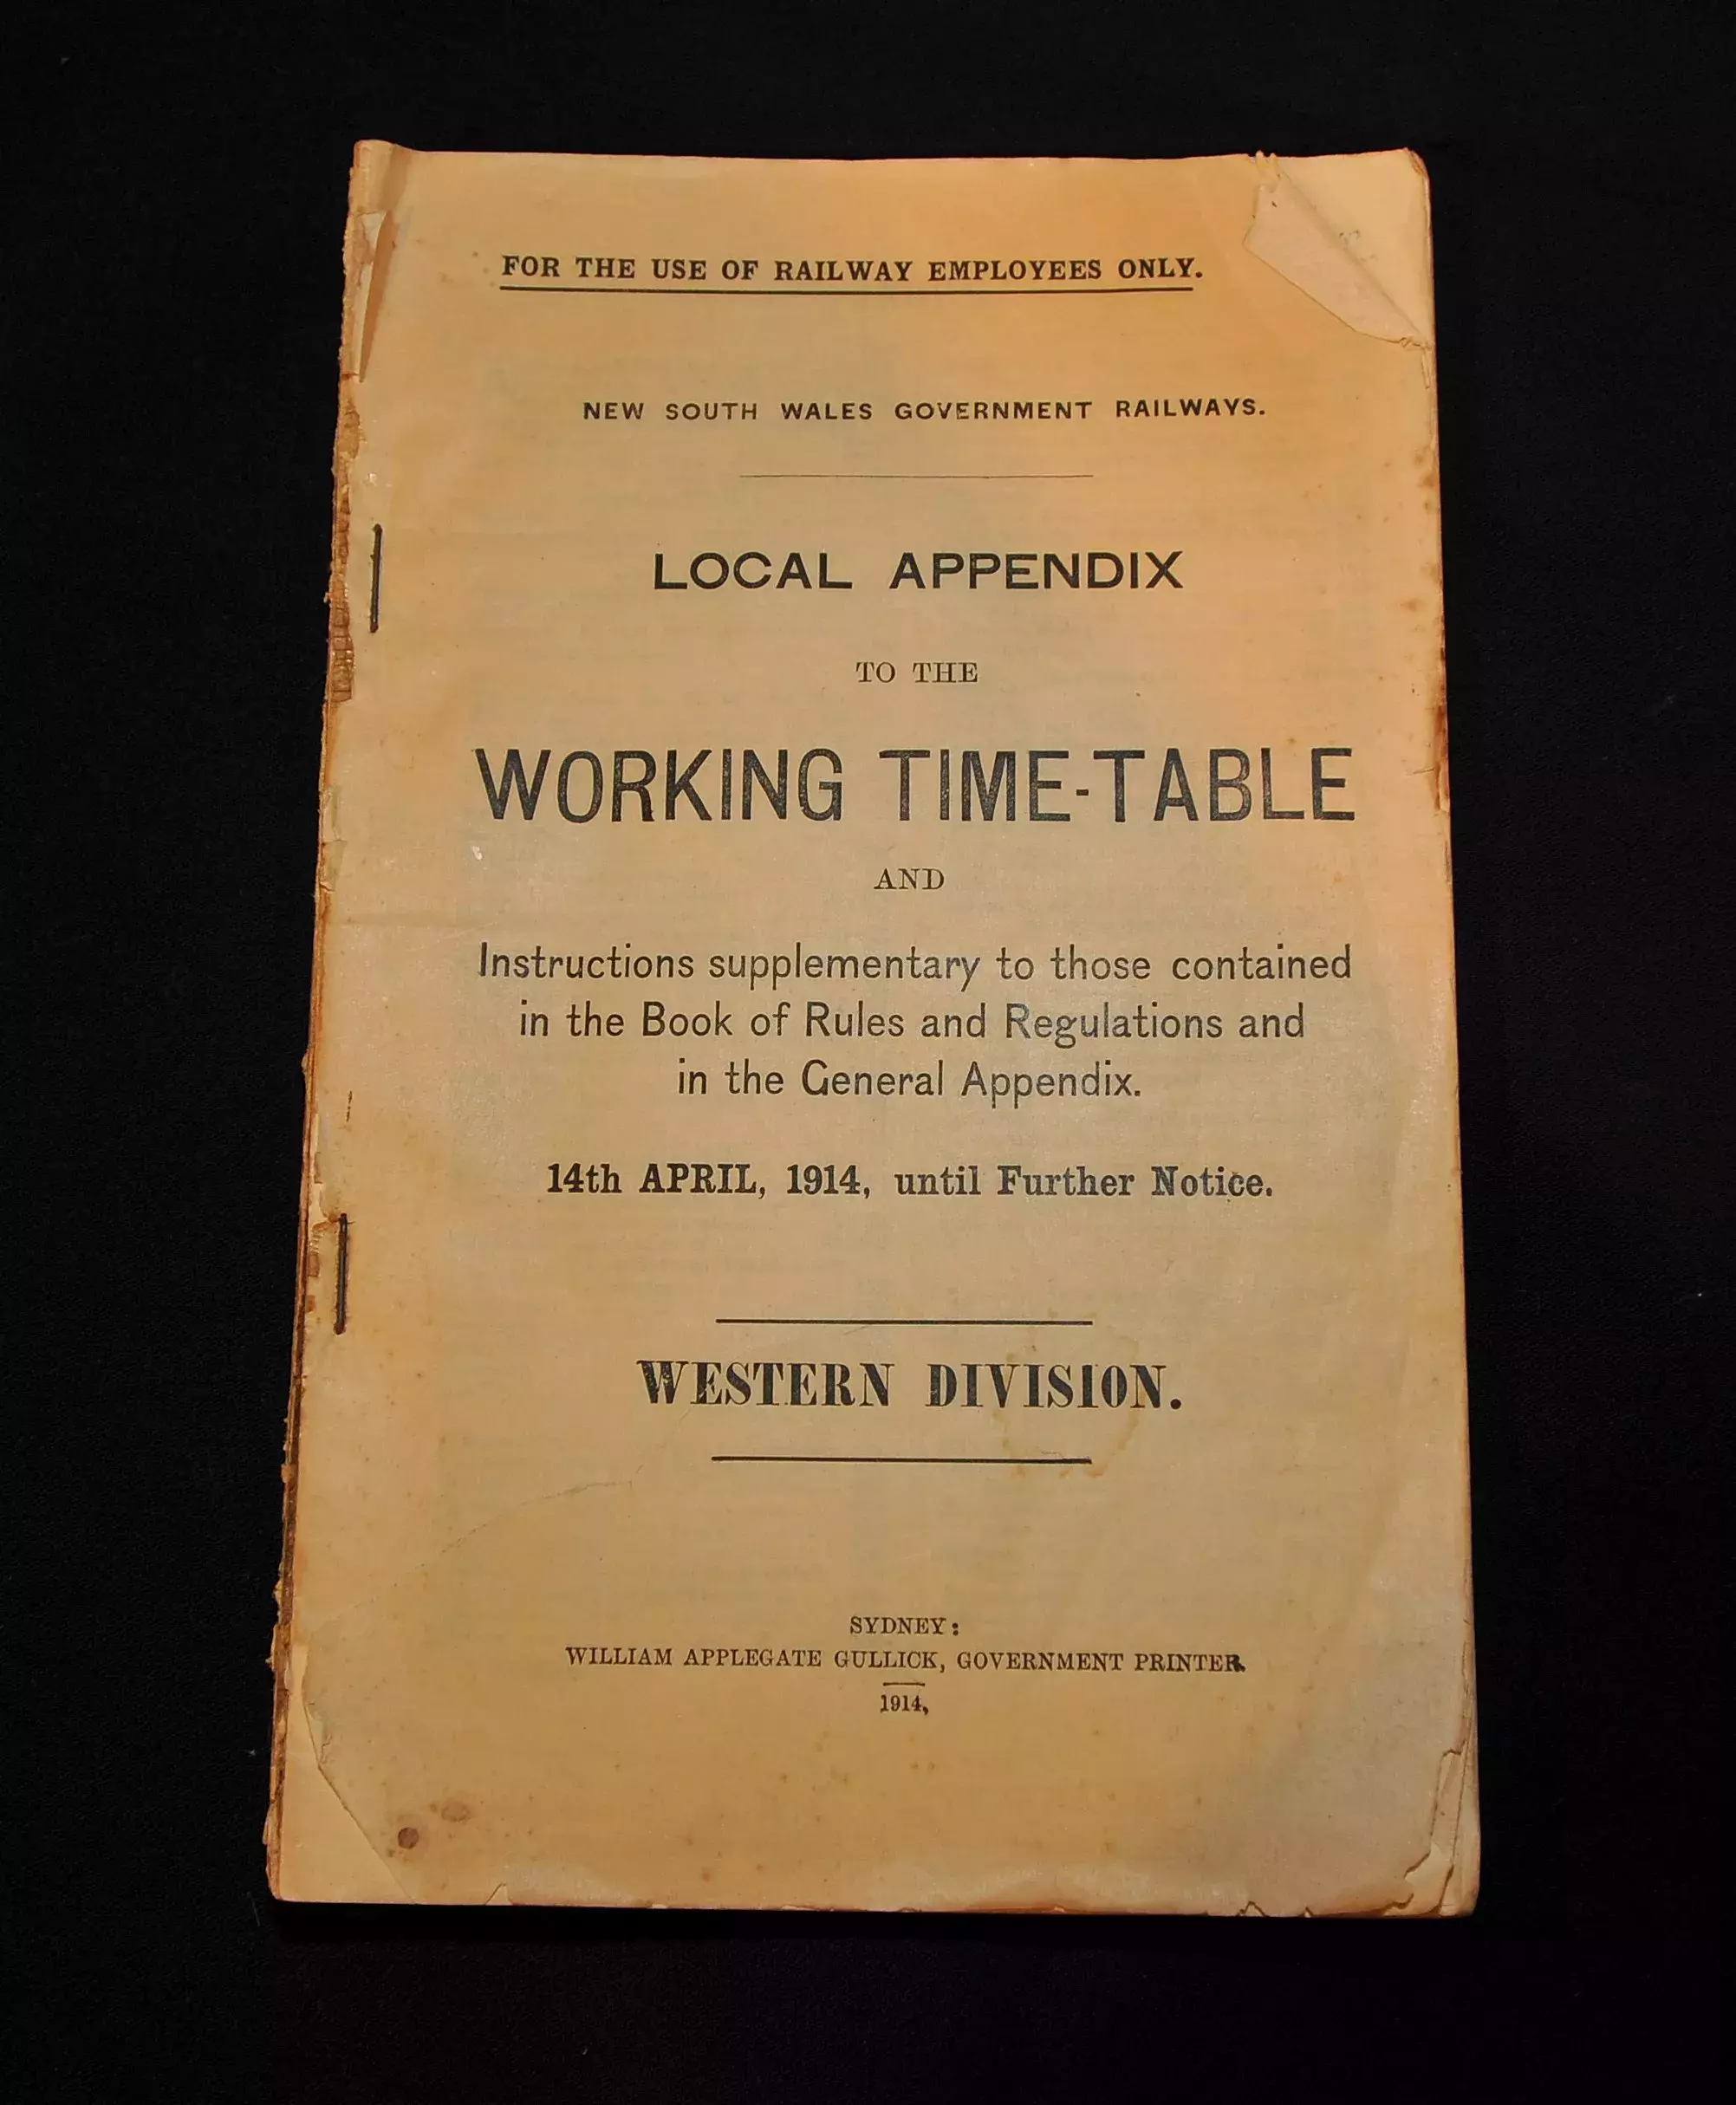 FOR THE USE OF RAILWAY EMPLOYEES ONLY.
NEW SOUTH WALES GOVERNMENT RAILWAYS.
LOCAL APPENDIX
TO THE
WORKING TIME-TABLE
AND
Instructions supplementary to those contained
in the Book of Rules and Regulations and
in the General Appendix.
14th APRIL, 1914, until Further Notice.
WESTERN DIVISION.
SYDNEY:
WILLIAM APPLEGATE GULLICK, GOVERNMENT PRINTER.
1914,